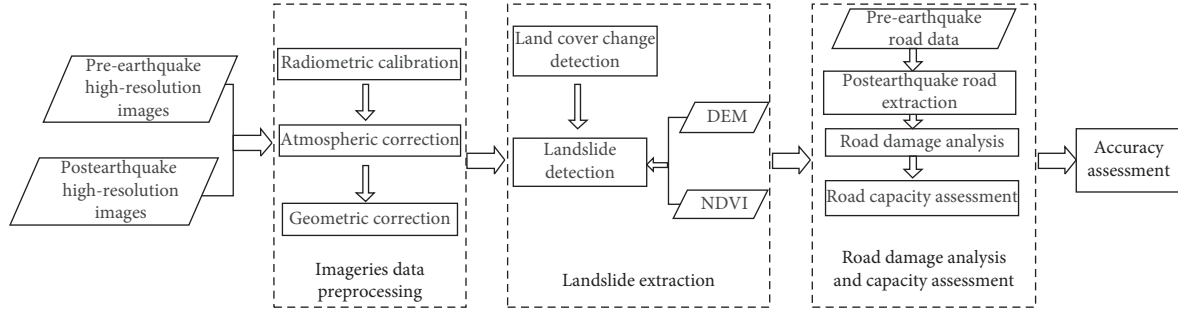 Pre-earthquake
high-resolution
images
Postearthquake
high-resolution
images
Radiometric calibration
Atmospheric correction
Geometric correction
Imageries data
preprocessing
Land cover change
detection
Landslide
detection
DEM
NDVI
Landslide extraction
Pre-earthquake
road data
Postearthquake road
extraction
Road damage analysis
Road capacity assessment
Road damage analysis
and capacity assessment
Accuracy
assessment